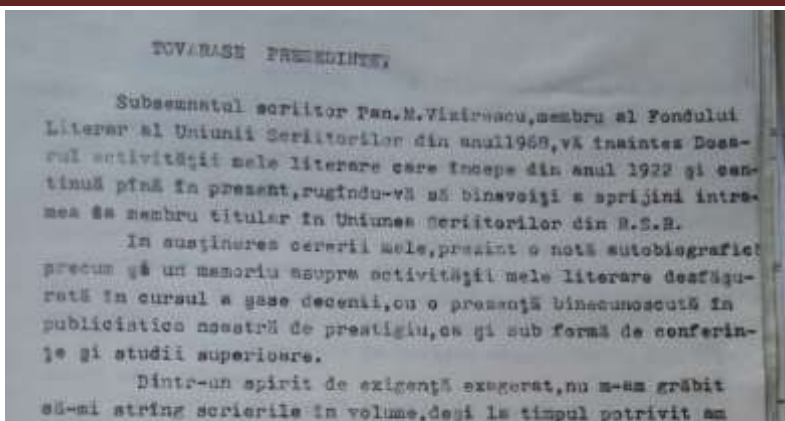 TOVARASE PRESEDINTE,
Subsemnatul scriitor Pan.M.Vizirescu,membru al Fondului
Literar al Uniunii Scriitorilor din anul1968,vă înaintez Dosa-
rul activităţii mele literare care începe din anul 1922 şi con-
tinuă pînă în present,rugîndu-vă să binevoiţi a sprijini intra-
rea membru titular în Uniunea Scriitorilor din R.S.R.
In susţinerea cererii mele,prezint o notă autobiografică
precum şi un memoriu asupra activităţii mele literare desfăşu-
rată în cursul a şase decenii,cu o prezenţă binecunoscută în
publicistica noastră de prestigiu,ca şi sub formă de conferin-
ţe şi studii superioare.
Dintr-un spirit de exigenţă exagerat,nu m-am grăbit
să-mi string scrierile în volume,deşi la timpul potrivit am